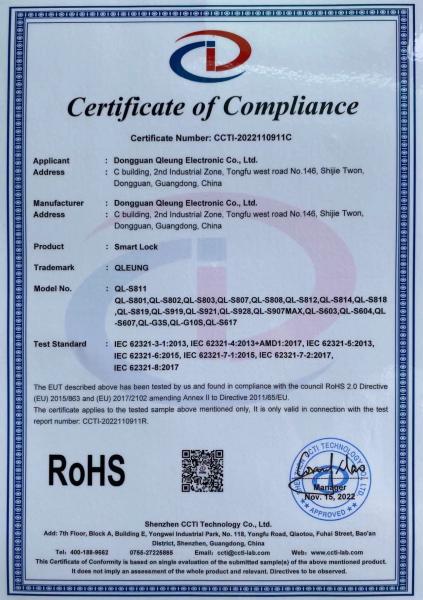 Certificate of Compliance
Certificate Number: CCTI-2022110911C
Applicant : Dongguan Qleung Electronic Co., Ltd.
Address : C building, 2nd Industrial Zone, Tongfu west road No.146, Shijie Twon,
Dongguan, Guangdong, China
Manufacturer : Dongguan Qleung Electronic Co., Ltd.
Address : C building, 2nd Industrial Zone, Tongfu west road No.146, Shijie Twon,
Dongguan, Guangdong, China
Product : Smart Lock
Trademark : QLEUNG
Model No. : QL-S811
QL-S801,QL-S802,QL-S803,QL-S807,QL-S808,QL-S812,QL-S814,QL-S818
,QL-S819,QL-S919,QL-S921,QL-S928,QL-S907MAX,QL-S603,QL-S604,QL
-S607,QL-G3S,QL-G10S,QL-S617
Test Standard : IEC 62321-3-1:2013, IEC 62321-4:2013+AMD1:2017, IEC 62321-5:2013,
IEC 62321-6:2015, IEC 62321-7-1:2015, IEC 62321-7-2:2017,
IEC 62321-8:2017
The EUT described above has been tested by us and found in compliance with the council RoHS 2.0 Directive
(EU) 2015/863 and (EU) 2017/2102 amending Annex II to Directive 2011/65/EU.
The certificate applies to the tested sample above mentioned only, It is only valid in connection with the test
report number: CCTI-2022110911R.
RoHS
Manager
Nov. 15, 2022
APPROVED
Shenzhen CCTI Technology Co., Ltd.
Add: 7th Floor, Block A, Building E, Yongwei Industrial Park, No. 118, Yongfu Road, Qiaotou, Fuhai Street, Bao'an
District, Shenzhen, Guangdong, China
Tel: 400-188-9662 0755-27225865 Email: ccti@ccti-lab.com Web: www.ccti-lab.com
This Certificate of Conformity is based on single evaluation of the submitted sample(s) of the above mentioned product.
It does not imply an assessment of the whole product and relevant. Directives to be observed.